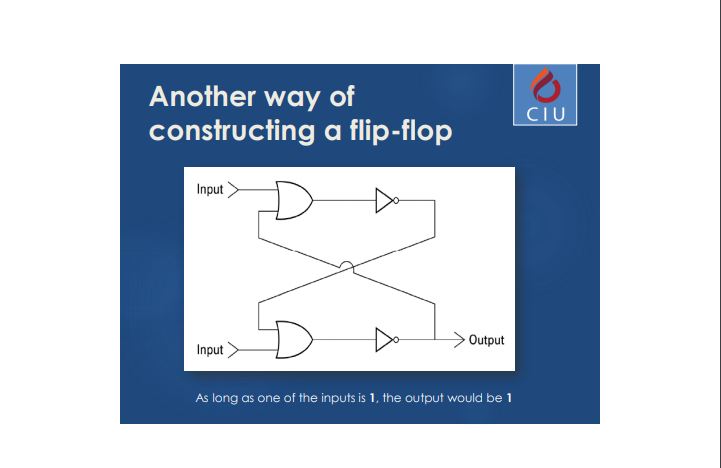 Another way of
constructing a flip-flop
CIU
Input
Input
Output
As long as one of the inputs is 1, the output would be 1